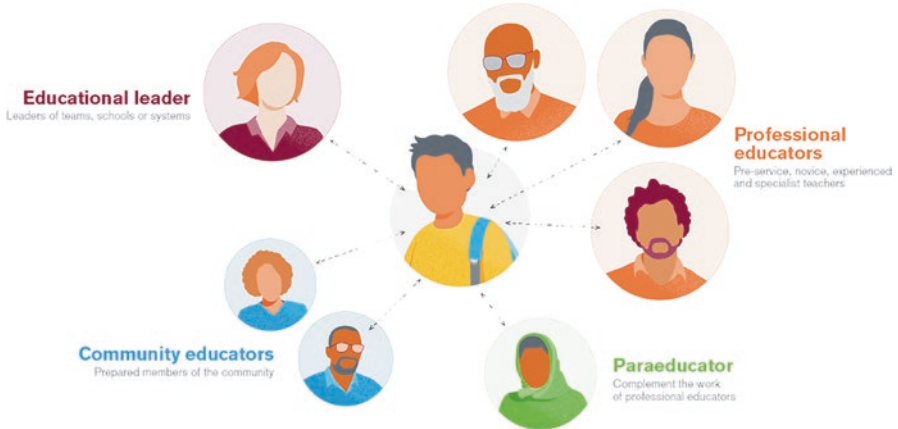 Educational leader
Leaders of teams, schools or systems
Professional
educators
Pre-service, novice, experienced
and specialist teachers
Community educators
Prepared members of the community
Paraeducator
Complement the work
of professional educators